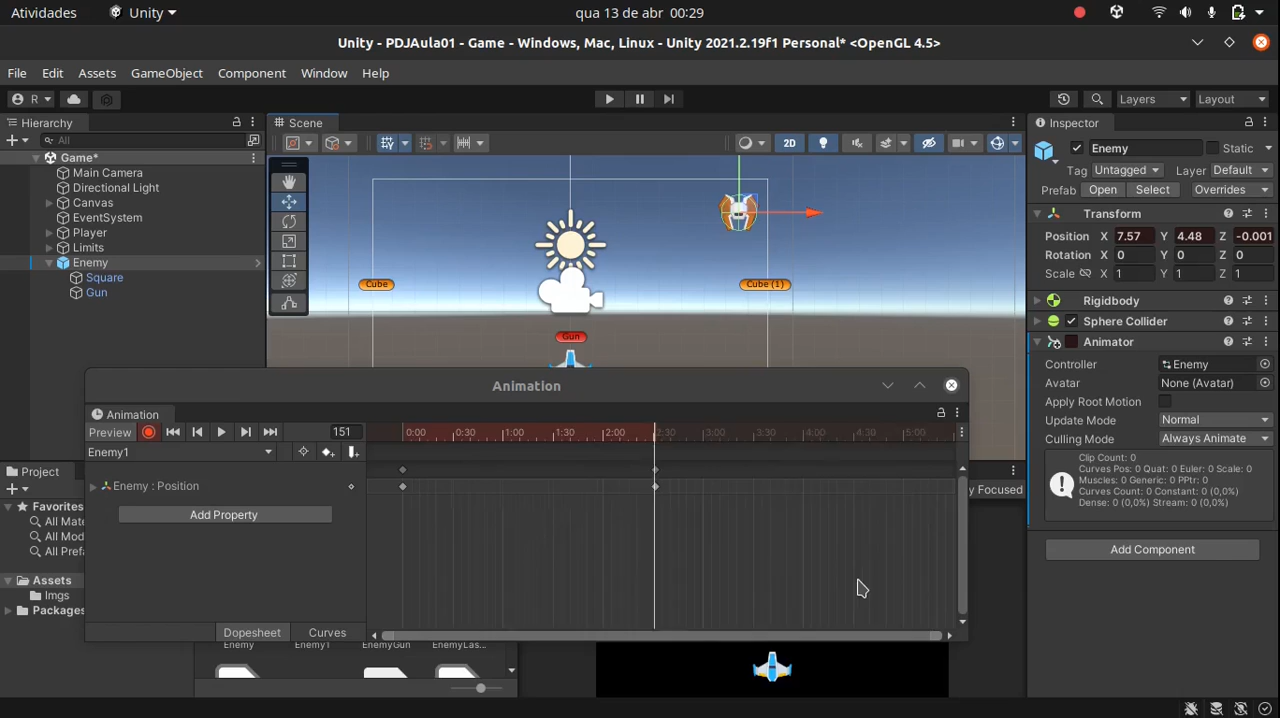 Atividades Unity qua 13 de abr 00:29
Unity - PDJAula01 - Game - Windows, Mac, Linux - Unity 2021.2.19f1 Personal* <OpenGL 4.5>
File Edit Assets GameObject Component Window Help
R Layers Layout
Hierarchy
All
Game*
Main Camera
Directional Light
Canvas
EventSystem
Player
Limits
Enemy
Square
Gun
Scene
2D
Cube
Cube (1)
Gun
Inspector
Enemy Static
Tag Untagged Layer Default
Prefab Open Select Overrides
Transform
Position X 7.57 Y 4.48 Z -0.001
Rotation X 0 Y 0 Z 0
Scale X 1 Y 1 Z 1
Rigidbody
Sphere Collider
Animator
Controller Enemy
Avatar None (Avatar)
Apply Root Motion
Update Mode Normal
Culling Mode Always Animate
Clip Count: 0
Curves Pos: 0 Quat: 0 Euler: 0 Scale: 0
Muscles: 0 Generic: 0 PPtr: 0
Curves Count: 0 Constant: 0 (0,0%)
Dense: 0 (0,0%) Stream: 0 (0,0%)
Add Component
Animation
Animation
Preview 151 0:00 0:30 1:00 1:30 2:00 2:30 3:00 3:30 4:00 4:30 5:00
Enemy1
Enemy : Position
Add Property
Dopesheet Curves
Project
Favorites
All Mate
All Mod
All Prefa
Assets
Imgs
Packages
Enemy Enemy1 EnemyGun EnemyLas...
y Focused